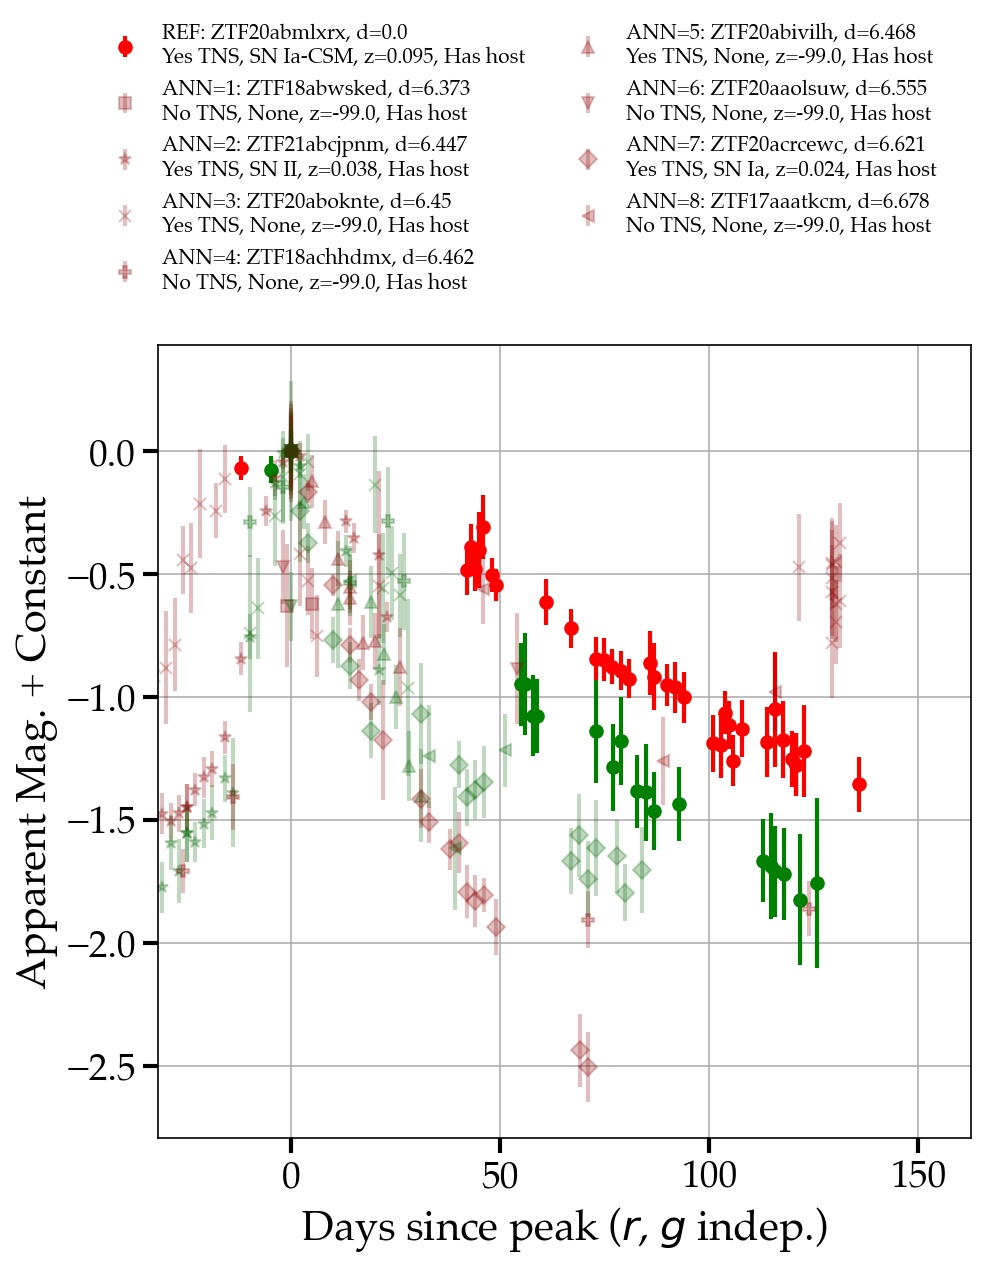 REF: ZTF20abmlxrx, d=0.0
Yes TNS, SN Ia-CSM, z=0.095, Has host
ANN=1: ZTF18abwsked, d=6.373
No TNS, None, z=-99.0, Has host
ANN=2: ZTF21abcjpnm, d=6.447
Yes TNS, SN II, z=0.038, Has host
ANN=3: ZTF20aboknte, d=6.45
Yes TNS, None, z=-99.0, Has host
ANN=4: ZTF18achhdmx, d=6.462
No TNS, None, z=-99.0, Has host
ANN=5: ZTF20abivilh, d=6.468
Yes TNS, None, z=-99.0, Has host
ANN=6: ZTF20aaolsuw, d=6.555
No TNS, None, z=-99.0, Has host
ANN=7: ZTF20acrcewc, d=6.621
Yes TNS, SN Ia, z=0.024, Has host
ANN=8: ZTF17aaatkcm, d=6.678
No TNS, None, z=-99.0, Has host
Apparent Mag. + Constant
0.0
−0.5
−1.0
−1.5
−2.0
−2.5
0
50
100
150
Days since peak (r, g indep.)